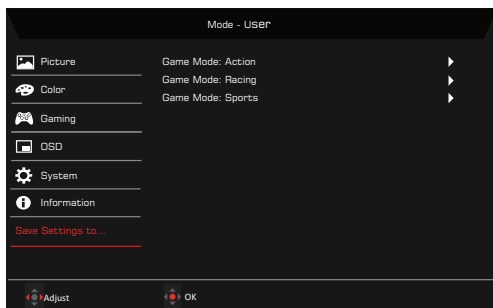 Mode - User
Picture
Color
Gaming
OSD
System
Information
Save Settings to...
Game Mode: Action
Game Mode: Racing
Game Mode: Sports
Adjust
OK